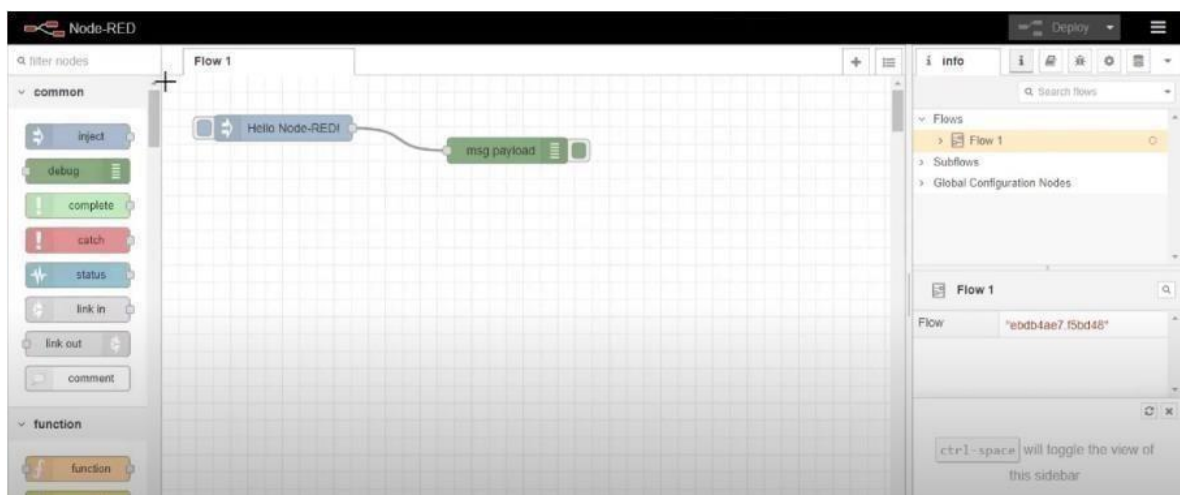 Node-RED
Deploy
filter nodes
Flow 1
i info
Search flows
common
inject
debug
complete
catch
status
link in
link out
comment
function
function
Hello Node-RED!
msg payload
Flows
Flow 1
Subflows
Global Configuration Nodes
Flow 1
Flow "ebdb4ae7.f5bd48"
ctrl-space will toggle the view of
this sidebar